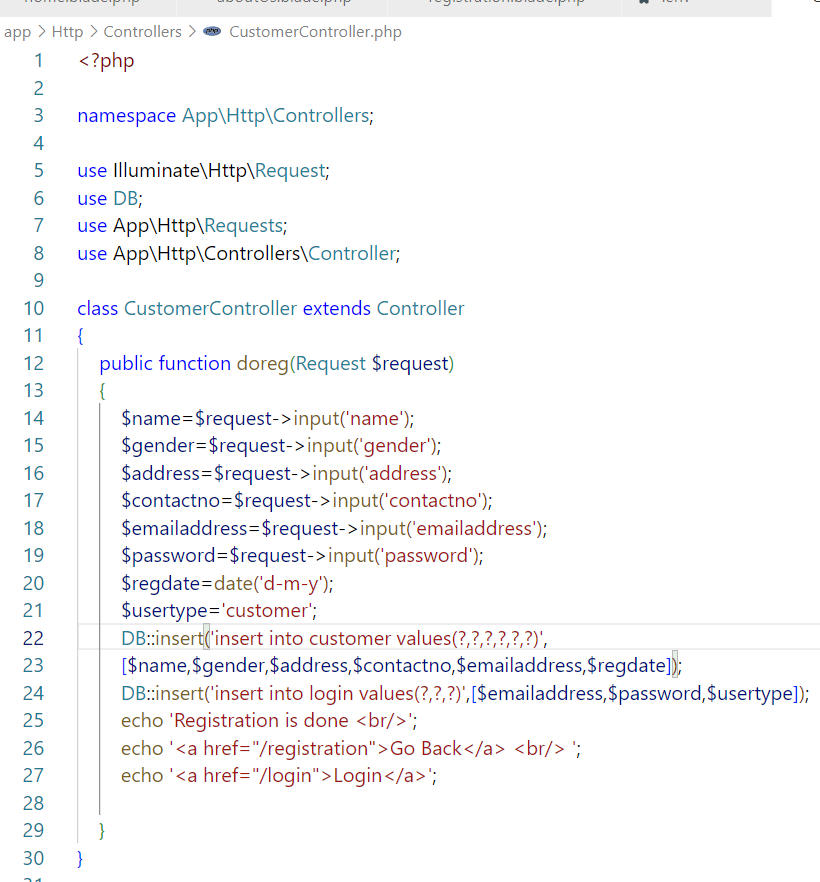 app > Http > Controllers > CustomerController.php
1 <?php
2
3 namespace App\Http\Controllers;
4
5 use Illuminate\Http\Request;
6 use DB;
7 use App\Http\Requests;
8 use App\Http\Controllers\Controller;
9
10 class CustomerController extends Controller
11 {
12 public function doreg(Request $request)
13 {
14 $name=$request->input('name');
15 $gender=$request->input('gender');
16 $address=$request->input('address');
17 $contactno=$request->input('contactno');
18 $emailaddress=$request->input('emailaddress');
19 $password=$request->input('password');
20 $regdate=date('d-m-y');
21 $usertype='customer';
22 DB::insert('insert into customer values(?,?,?,?,?,?)',
23 [$name,$gender,$address,$contactno,$emailaddress,$regdate]);
24 DB::insert('insert into login values(?,?,?)',[$emailaddress,$password,$usertype]);
25 echo 'Registration is done <br/>';
26 echo '<a href="/registration">Go Back</a> <br/> ';
27 echo '<a href="/login">Login</a>';
28
29 }
30 }